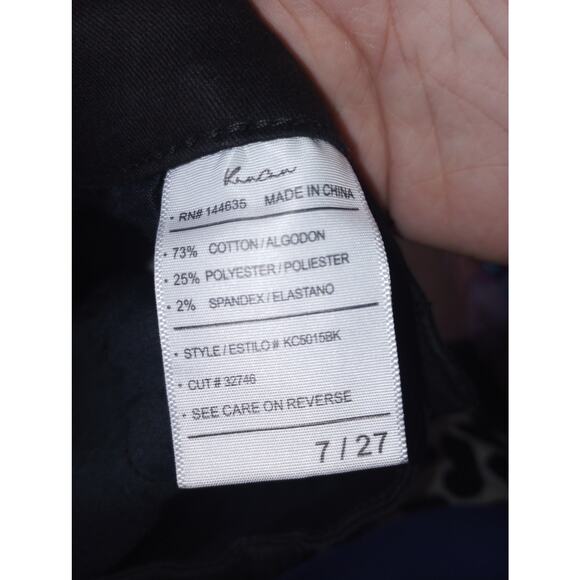 KanCan
• RN# 144635 MADE IN CHINA
• 73% COTTON/ALGODON
• 25% POLYESTER/POLIESTER
• 2% SPANDEX/ELASTANO
• STYLE/ESTILO# KC5015BK
• CUT# 32746
• SEE CARE ON REVERSE
7 / 27